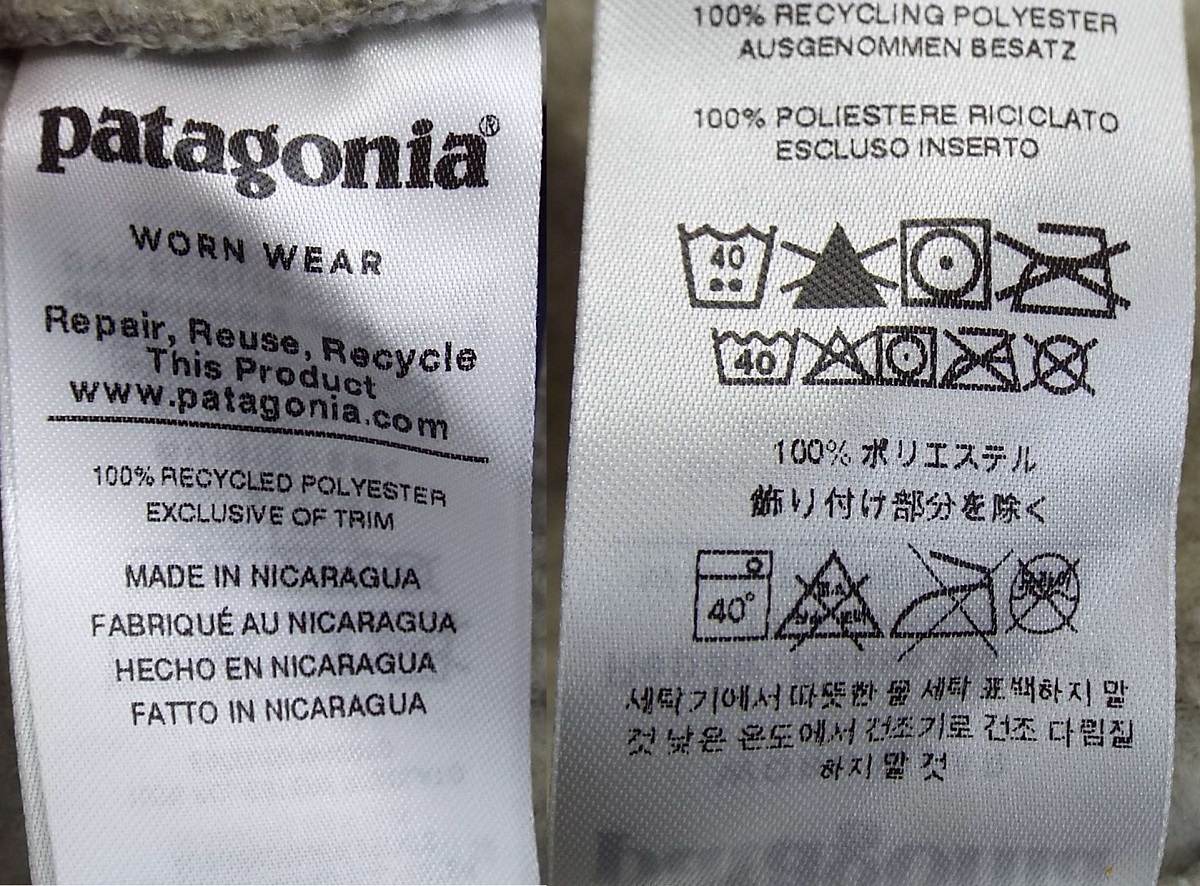 patagonia®
WORN WEAR
Repair, Reuse, Recycle
This Product
www.patagonia.com
100% RECYCLED POLYESTER
EXCLUSIVE OF TRIM
MADE IN NICARAGUA
FABRIQUÉ AU NICARAGUA
HECHO EN NICARAGUA
FATTO IN NICARAGUA
100% RECYCLING POLYESTER
AUSGENOMMEN BESATZ
100% POLIESTERE RICICLATO
ESCLUSO INSERTO
40
40
100% ポリエステル
飾り付け部分を除く
40°
세탁기에서 따뜻한 물 세탁 표백하지 말
것 낮은 온도에서 건조기로 건조 다림질
하지 말 것